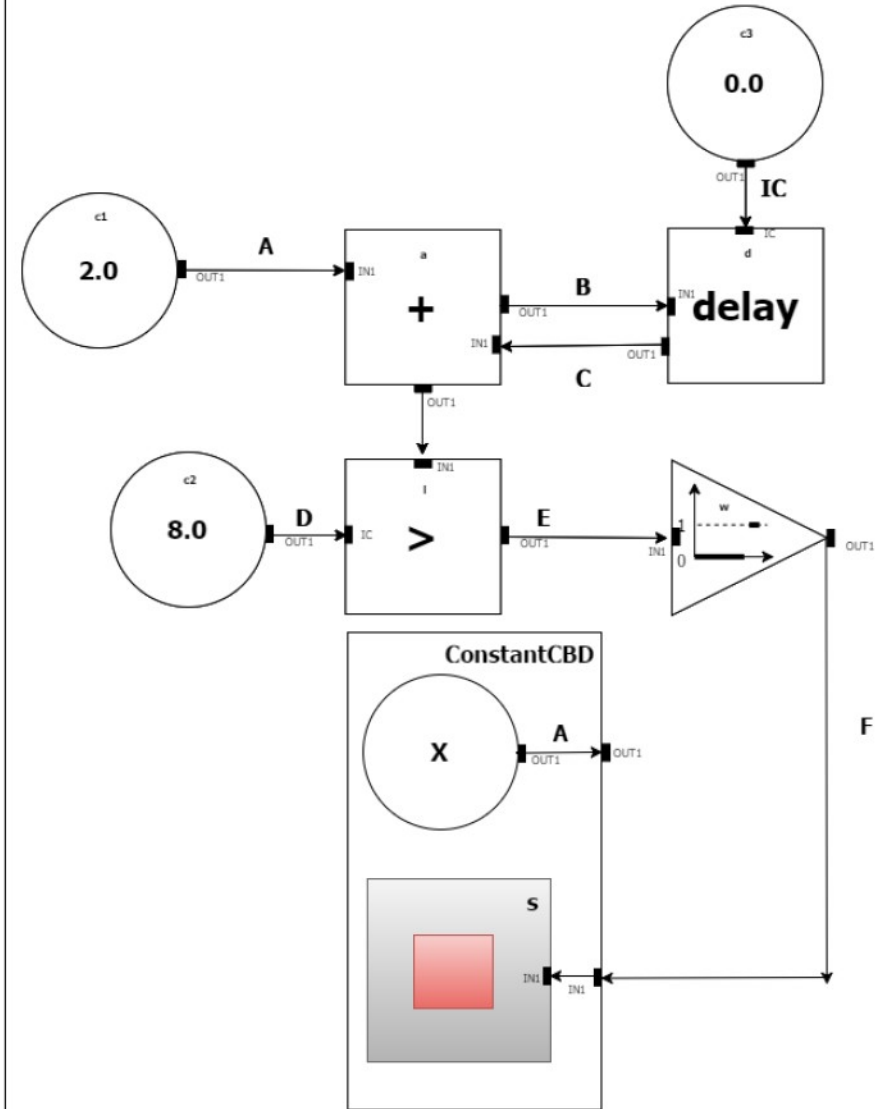 c3
0.0
OUT1
IC
IC
c1
2.0
OUT1
A
a
+
IN1
OUT1
IN1
OUT1
B
C
d
delay
IN1
OUT1
c2
8.0
OUT1
D
IN1
I
>
IC
OUT1
E
w
1
0
IN1
OUT1
F
ConstantCBD
X
OUT1
A
OUT1
s
IN1
IN1